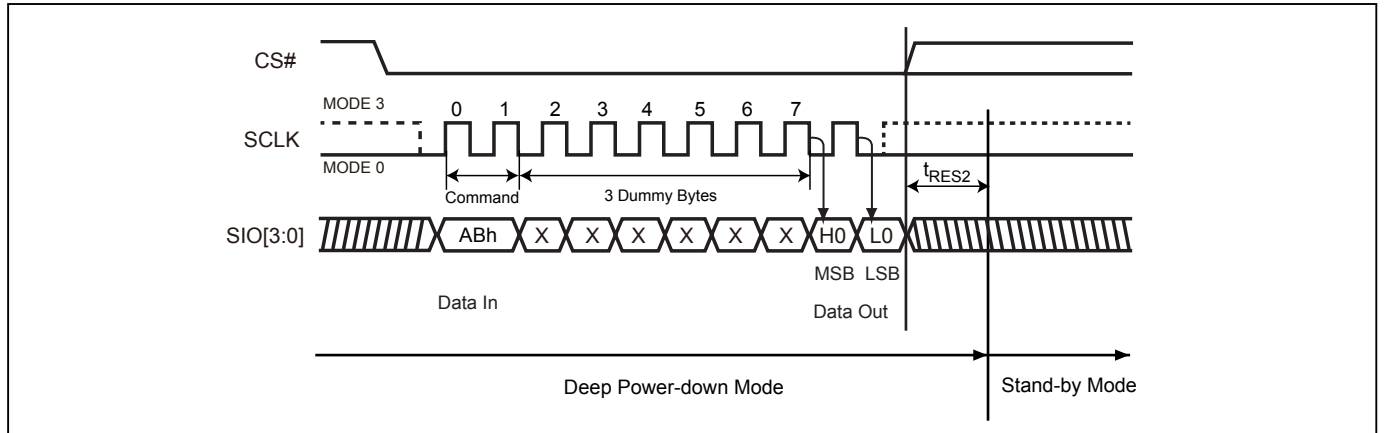 CS#
MODE 3
0 1 2 3 4 5 6 7
SCLK
MODE 0
tRES2
Command
3 Dummy Bytes
SIO[3:0]
ABh X X X X X X H0 L0
MSB LSB
Data In
Data Out
Deep Power-down Mode
Stand-by Mode